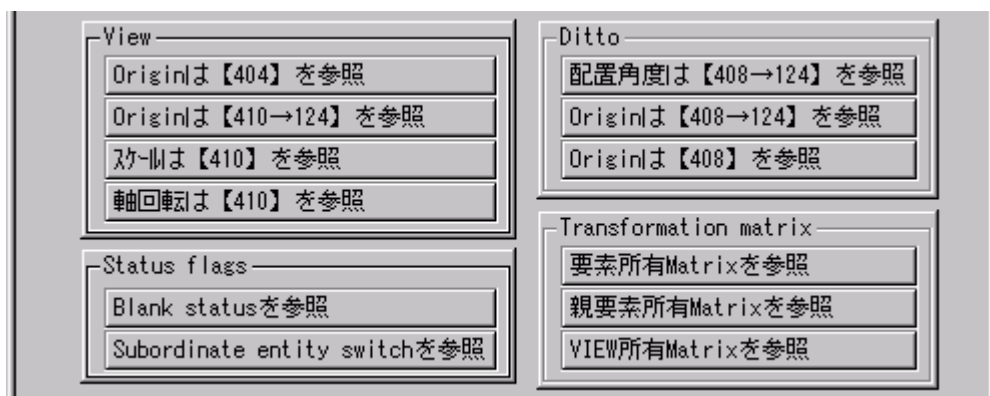 View
Originは【404】を参照
Originは【410→124】を参照
ｽｹｰﾙは【410】を参照
軸回転は【410】を参照
Status flags
Blank statusを参照
Subordinate entity switchを参照
Ditto
配置角度は【408→124】を参照
Originは【408→124】を参照
Originは【408】を参照
Transformation matrix
要素所有Matrixを参照
親要素所有Matrixを参照
VIEW所有Matrixを参照